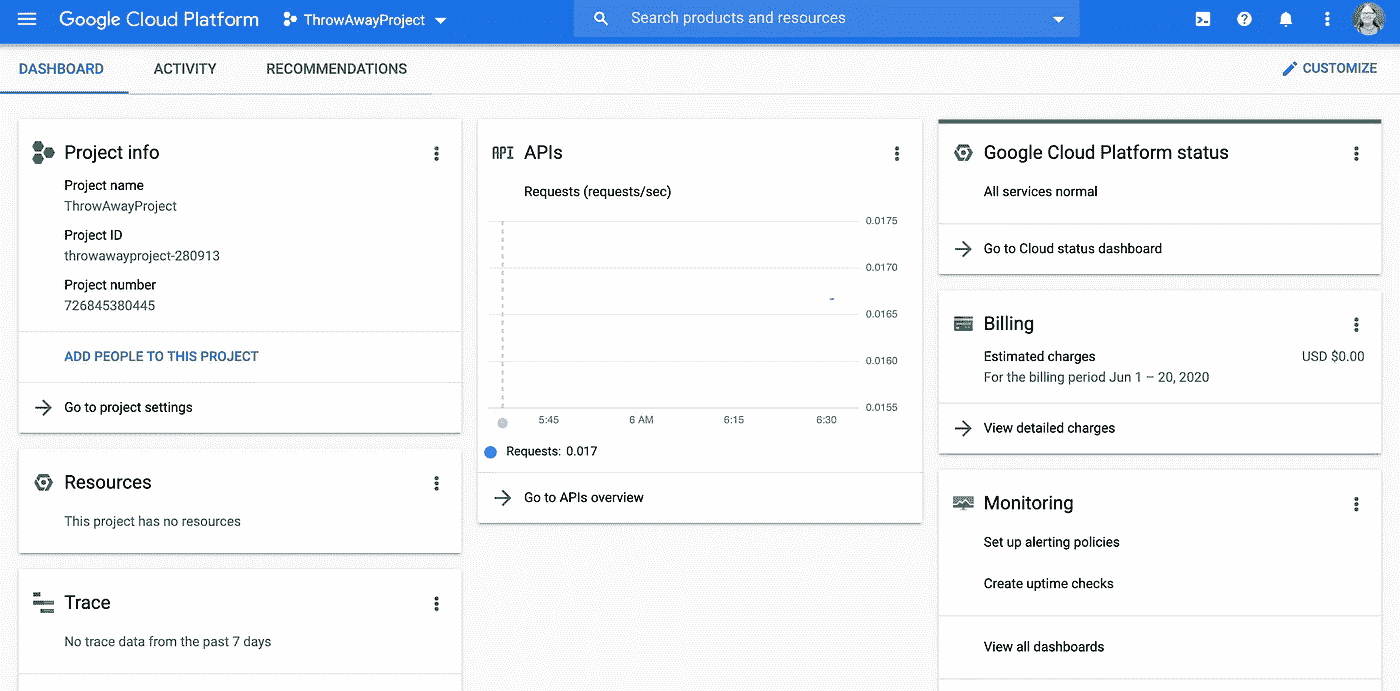 Google Cloud Platform
ThrowAwayProject
Search products and resources
DASHBOARD
ACTIVITY
RECOMMENDATIONS
CUSTOMIZE
Project info
Project name
ThrowAwayProject
Project ID
throwawayproject-280913
Project number
726845380445
ADD PEOPLE TO THIS PROJECT
Go to project settings
Resources
This project has no resources
Trace
No trace data from the past 7 days
API APIs
Requests (requests/sec)
0.0175
0.0170
0.0165
0.0160
0.0155
5:45
6 AM
6:15
6:30
Requests: 0.017
Go to APIs overview
Google Cloud Platform status
All services normal
Go to Cloud status dashboard
Billing
Estimated charges
USD $0.00
For the billing period Jun 1 – 20, 2020
View detailed charges
Monitoring
Set up alerting policies
Create uptime checks
View all dashboards